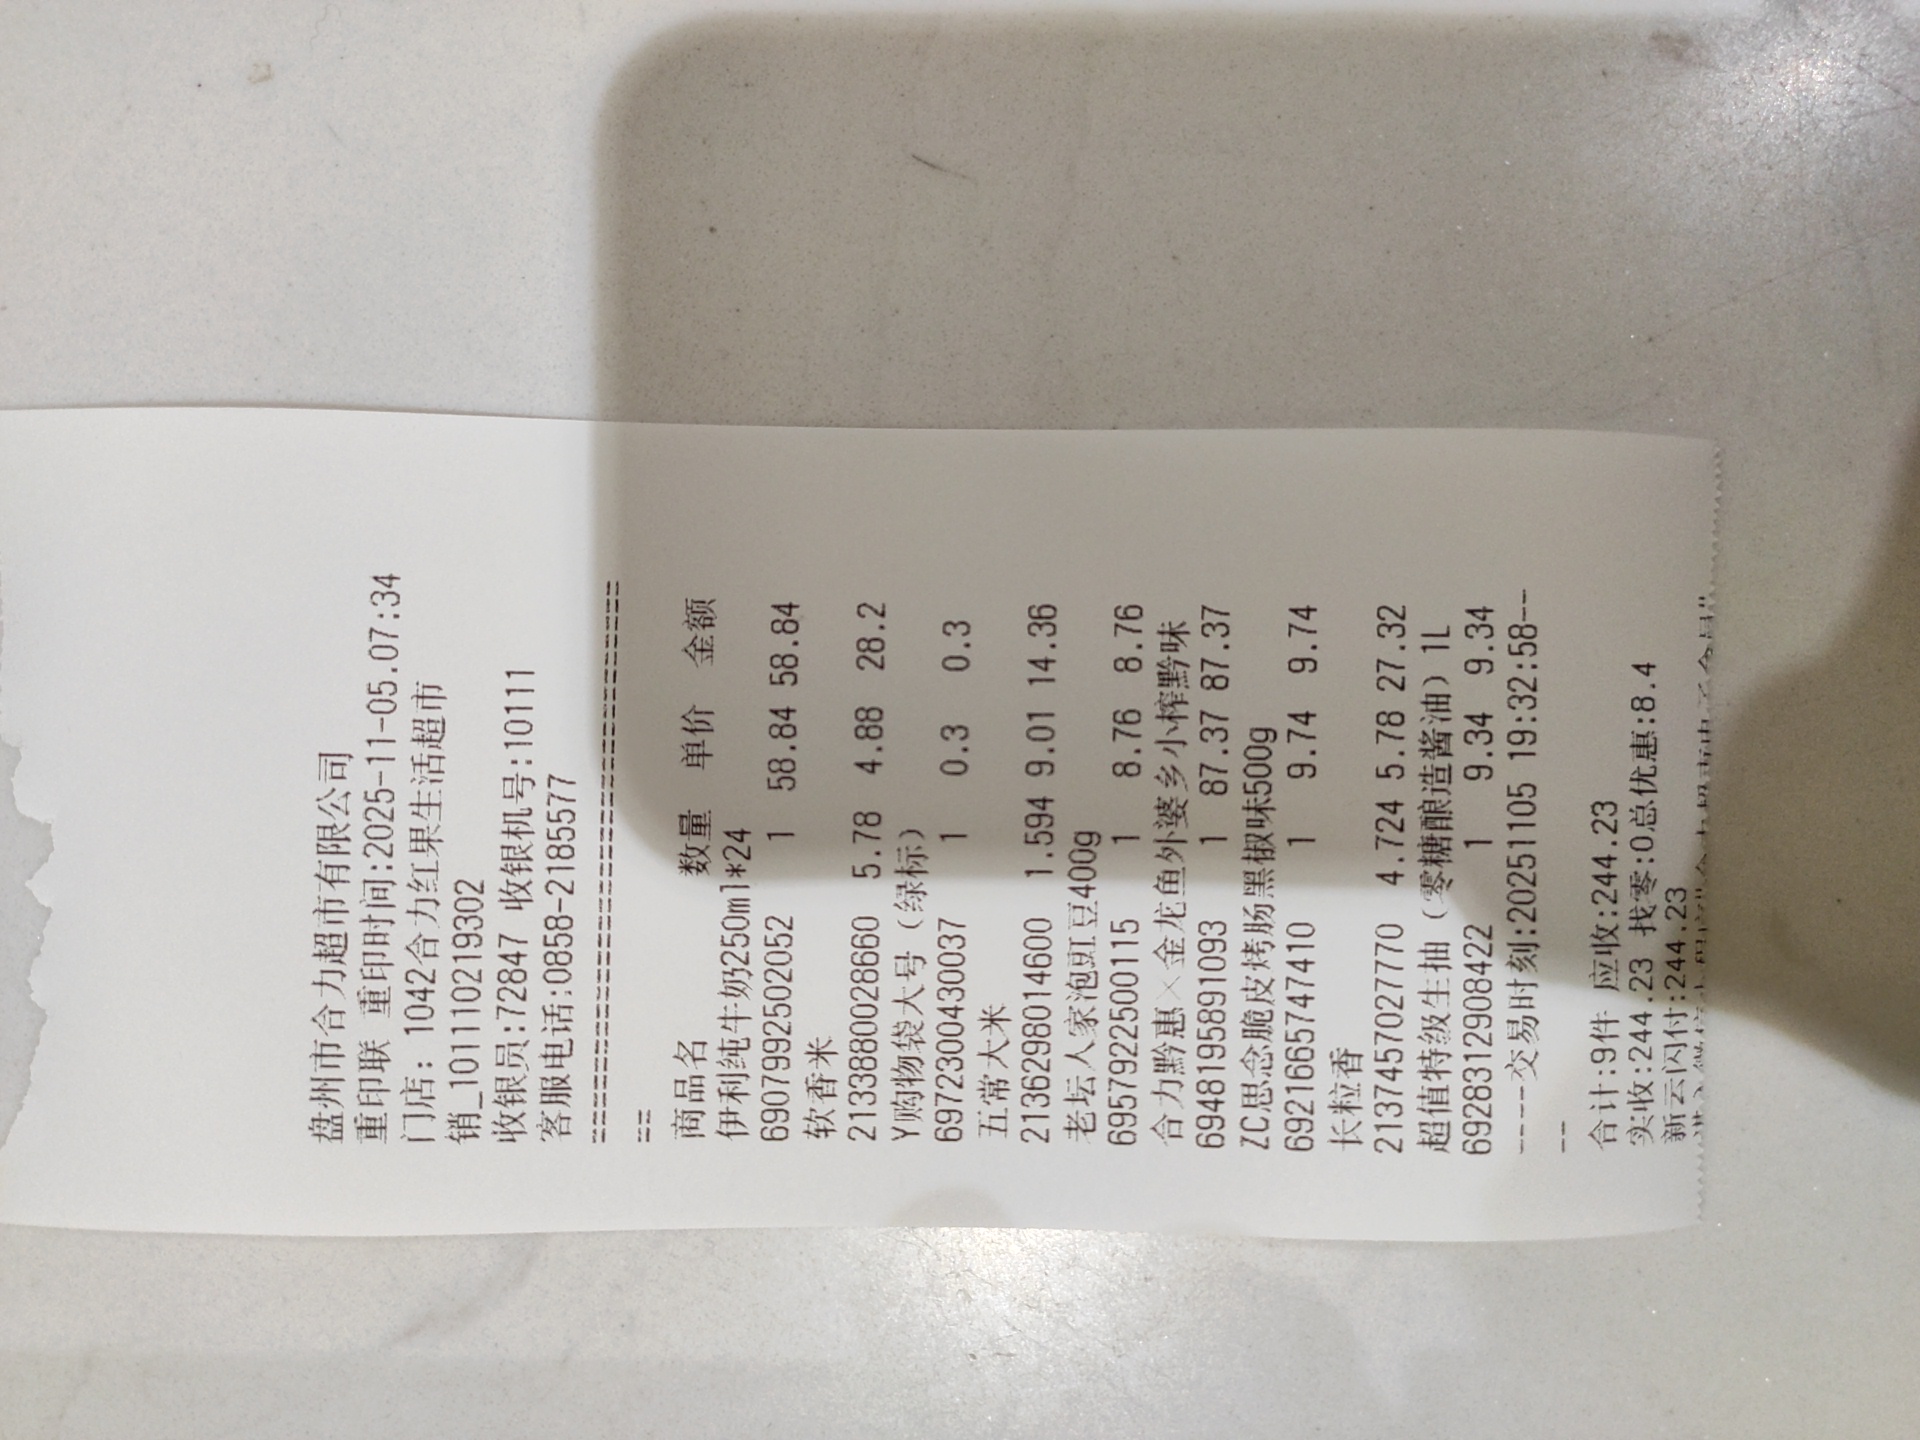 盘州市合力超市有限公司
重印联 重印时间:2025-11-05.07:34
门店: 1042合力红果生活超市
销_1011110219302
收银员:72847 收银机号:10111
客服电话:0858-2185577
================================
==
商品名 数量 单价 金额
伊利纯牛奶250ml*24
6907992502052 1 58.84 58.84
软香米
2133880028660 5.78 4.88 28.2
Y购物袋大号(绿标)
6972300430037 1 0.3 0.3
五常大米
2136298014600 1.594 9.01 14.36
老坛人家泡豇豆400g
6957922500115 1 8.76 8.76
合力黔惠×金龙鱼外婆乡小榨黔味
6948195891093 1 87.37 87.37
ZC思念脆皮烤肠黑椒味500g
6921665747410 1 9.74 9.74
长粒香
2137457027770 4.724 5.78 27.32
超值特级生抽(零糖酿造酱油)1L
6928312908422 1 9.34 9.34
----交易时刻:20251105 19:32:58--
--
合计:9件 应收:244.23
实收:244.23 找零:0总优惠:8.4
新云闪付:244.23